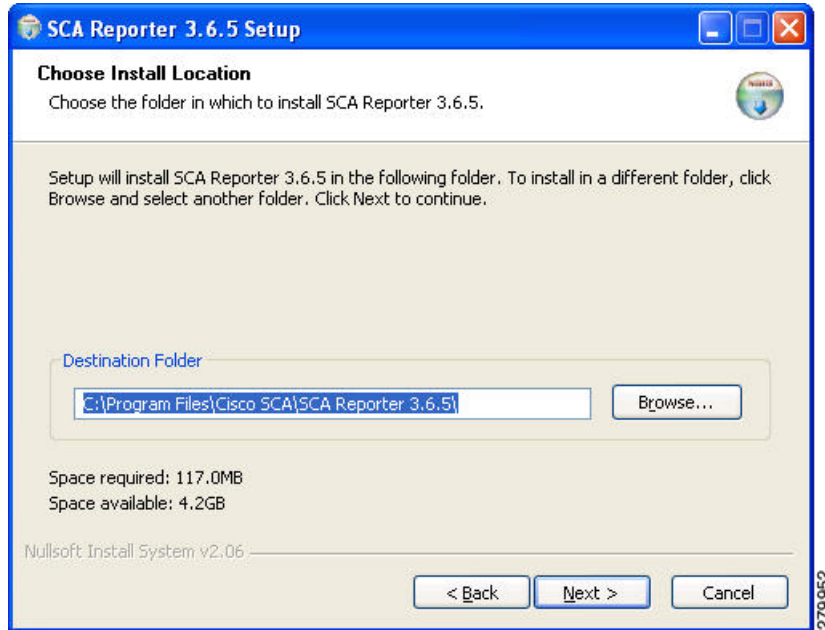 SCA Reporter 3.6.5 Setup
Choose Install Location
Choose the folder in which to install SCA Reporter 3.6.5.
Setup will install SCA Reporter 3.6.5 in the following folder. To install in a different folder, click
Browse and select another folder. Click Next to continue.
Destination Folder
C:\Program Files\Cisco SCA\SCA Reporter 3.6.5\
Browse...
Space required: 117.0MB
Space available: 4.2GB
Nullsoft Install System v2.06
< Back
Next >
Cancel
279952